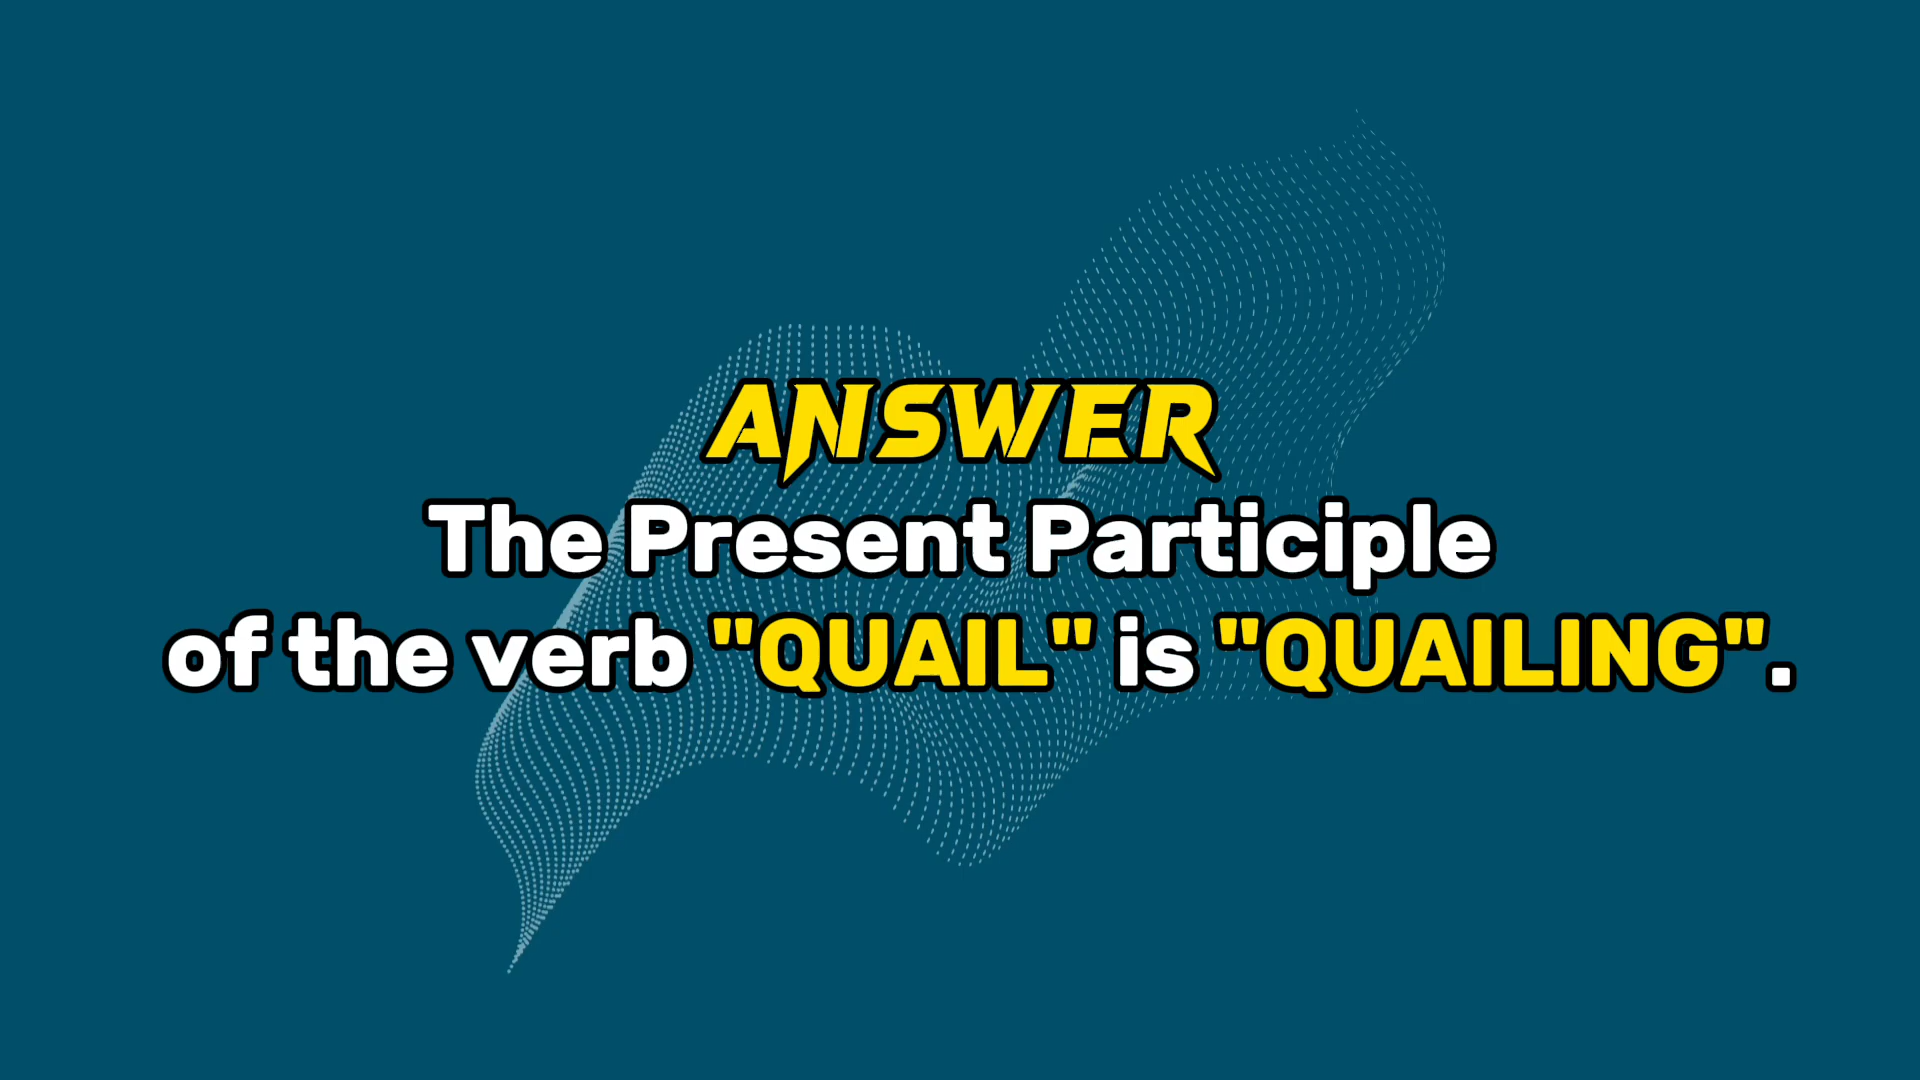 ANSWER
The Present Participle
of the verb "QUAIL" is "QUAILING".